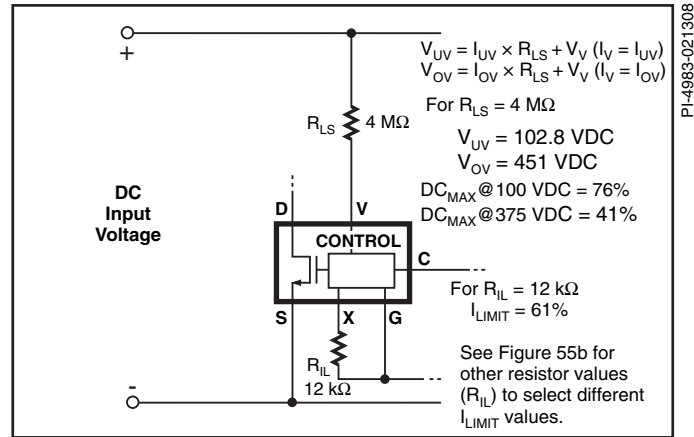 PI-4983-021308
+
V_UV = I_UV × R_LS + V_V (I_V = I_UV)
V_OV = I_OV × R_LS + V_V (I_V = I_OV)
For R_LS = 4 MΩ
R_LS
4 MΩ
V_UV = 102.8 VDC
V_OV = 451 VDC
DC_MAX @100 VDC = 76%
DC_MAX @375 VDC = 41%
DC
Input
Voltage
D
V
CONTROL
C
For R_IL = 12 kΩ
I_LIMIT = 61%
S
X
G
R_IL
12 kΩ
See Figure 55b for
other resistor values
(R_IL) to select different
I_LIMIT values.
-